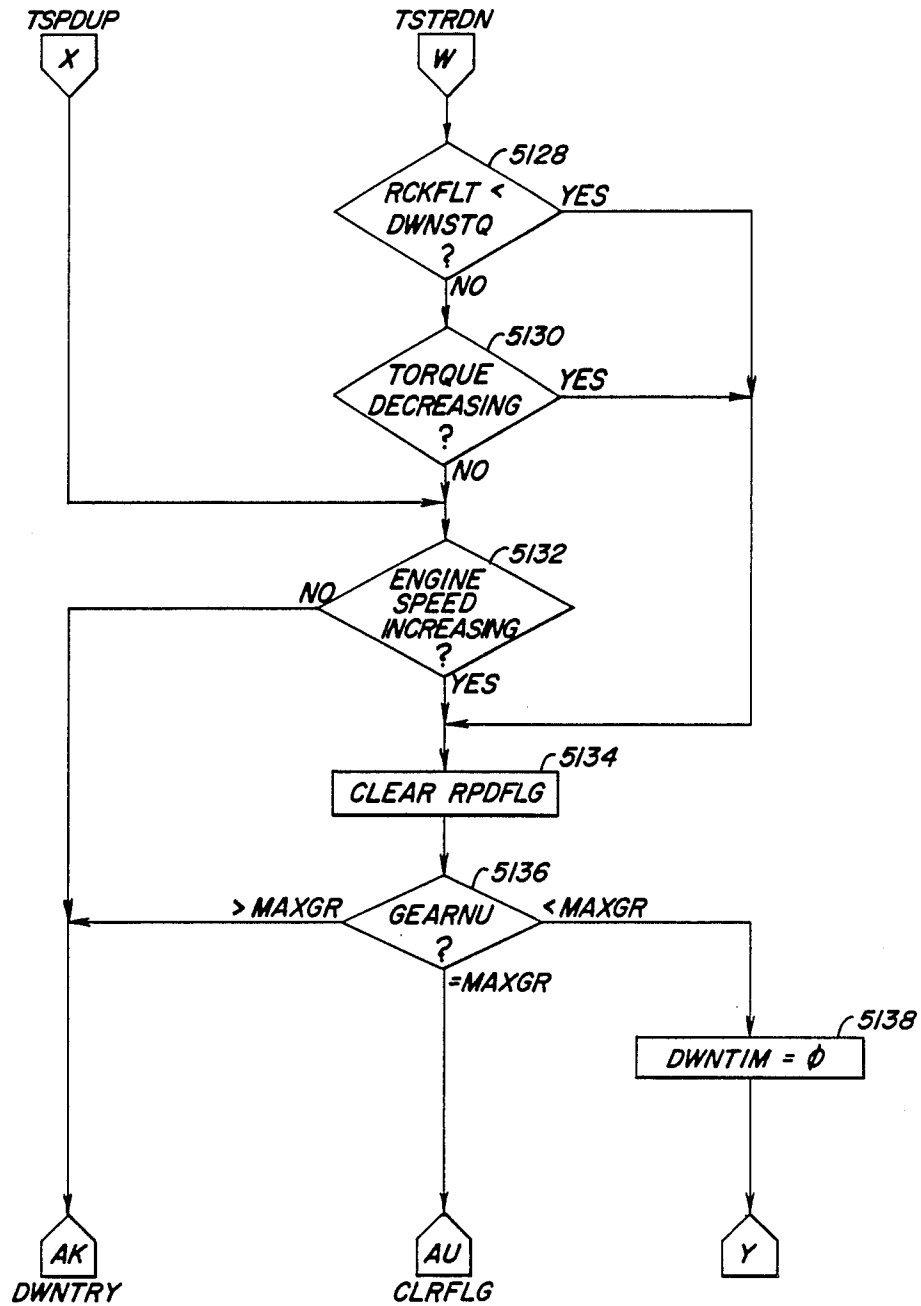 TSPDUP
X
TSTRDN
W
5128
RCKFLT <
DWNSTQ
?
YES
NO
5130
TORQUE
DECREASING
?
YES
NO
5132
ENGINE
SPEED
INCREASING
?
NO
YES
5134
CLEAR RPDFLG
5136
GEARNU
?
> MAXGR
< MAXGR
=MAXGR
5138
DWNTIM = ϕ
AK
DWNTRY
AU
CLRFLG
Y